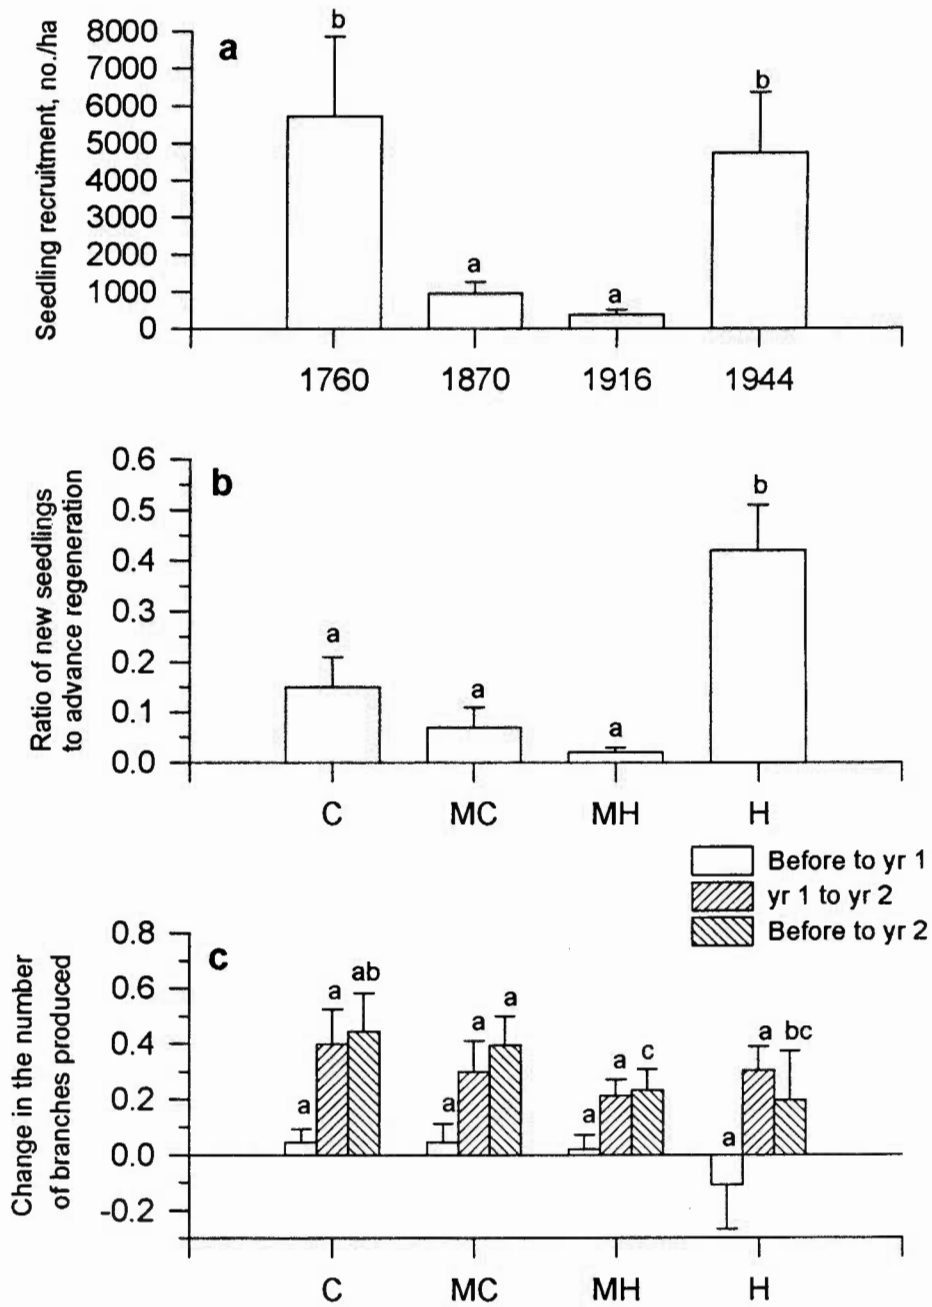 a
Seedling recruitment, no./ha
8000
7000
6000
5000
4000
3000
2000
1000
0
b
a
a
b
1760
1870
1916
1944
b
Ratio of new seedlings
to advance regeneration
0.6
0.5
0.4
0.3
0.2
0.1
0.0
a
a
a
b
C
MC
MH
H
Before to yr 1
yr 1 to yr 2
Before to yr 2
c
Change in the number
of branches produced
0.8
0.6
0.4
0.2
0.0
-0.2
a
a
ab
a
a
a
a
a
c
a
a
bc
C
MC
MH
H